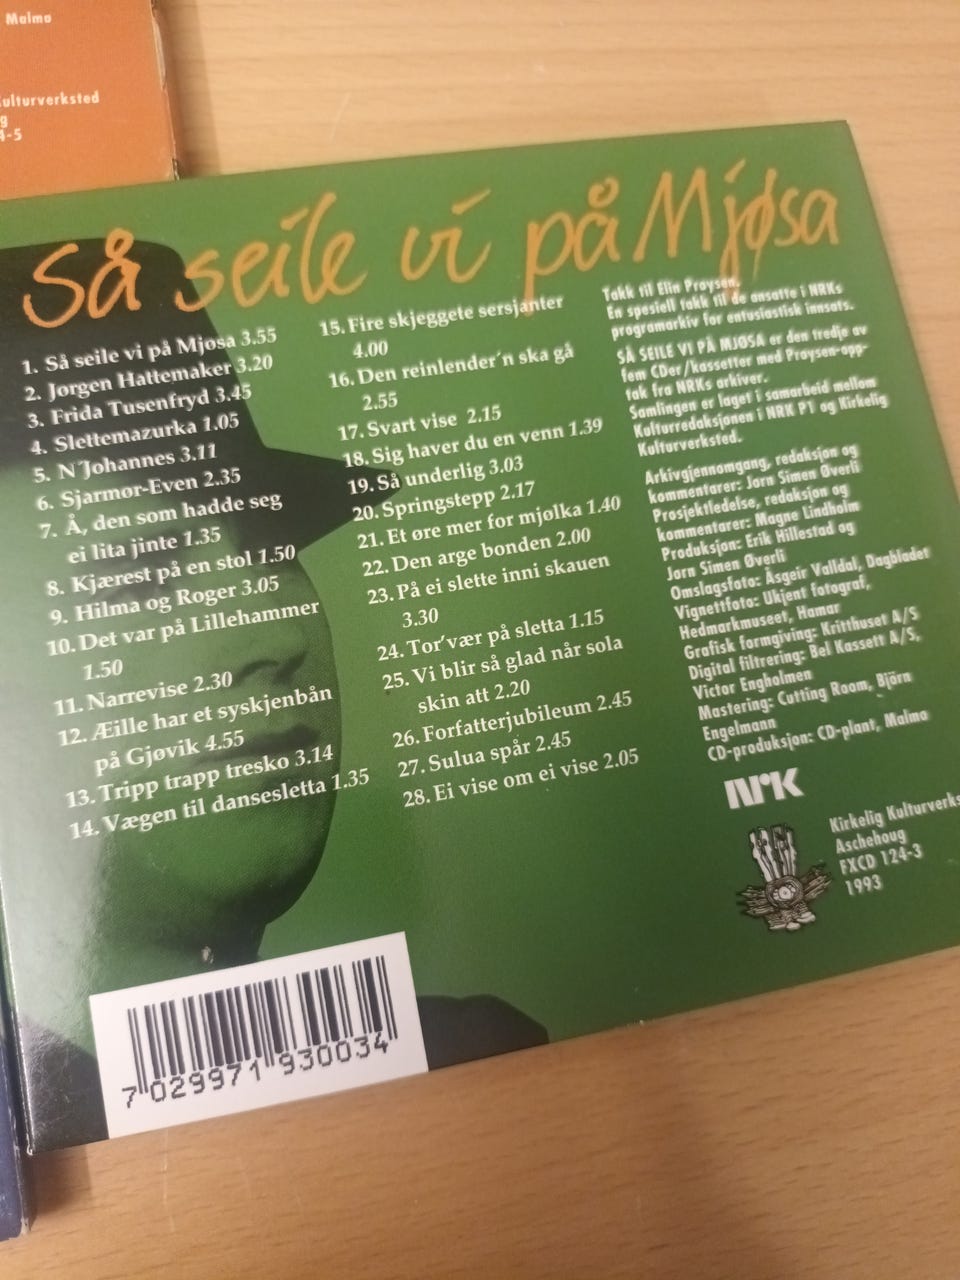 Malmø
ulturverksted
g
4-5
Så seile vi på Mjøsa
1. Så seile vi på Mjøsa 3.55
2. Jørgen Hattemaker 3.20
3. Frida Tusenfryd 3.45
4. Slettemazurka 1.05
5. N´Johannes 3.11
6. Sjarmør-Even 2.35
7. Å, den som hadde seg
ei lita jinte 1.35
8. Kjærest på en stol 1.50
9. Hilma og Roger 3.05
10. Det var på Lillehammer
1.50
11. Narrevise 2.30
12. Æille har et syskjenbån
på Gjøvik 4.55
13. Tripp trapp tresko 3.14
14. Vægen til dansesletta 1.35
15. Fire skjeggete sersjanter
4.00
16. Den reinlender´n ska gå
2.55
17. Svart vise 2.15
18. Sig haver du en venn 1.39
19. Så underlig 3.03
20. Springstepp 2.17
21. Et øre mer for mjølka 1.40
22. Den arge bonden 2.00
23. På ei slette inni skauen
3.30
24. Tor'vær på sletta 1.15
25. Vi blir så glad når sola
skin att 2.20
26. Forfatterjubileum 2.45
27. Sulua spår 2.45
28. Ei vise om ei vise 2.05
Takk til Elin Prøysen.
En spesiell takk til de ansatte i NRKs
programarkiv for entusiastisk innsats.
SÅ SEILE VI PÅ MJØSA er den tredje av
fem CDer/kassetter med Prøysen-opp-
tak fra NRKs arkiver.
Samlingen er laget i samarbeid mellom
Kulturredaksjonen i NRK P1 og Kirkelig
Kulturverksted.
Arkivgjennomgang, redaksjon og
kommentarer: Jørn Simen Øverli
Prosjektledelse, redaksjon og
kommentarer: Magne Lindholm
Produksjon: Erik Hillestad og
Jørn Simen Øverli
Omslagsfoto: Åsgeir Valldal, Dagbladet
Vignettfoto: Ukjent fotograf,
Hedmarkmuseet, Hamar
Grafisk formgiving: Kritthuset A/S
Digital filtrering: Bel Kassett A/S,
Victor Engholmen
Mastering: Cutting Room, Björn
Engelmann
CD-produksjon: CD-plant, Malmø
NRK
Kirkelig Kulturverks
Aschehoug
FXCD 124-3
1993
7 029971 930034